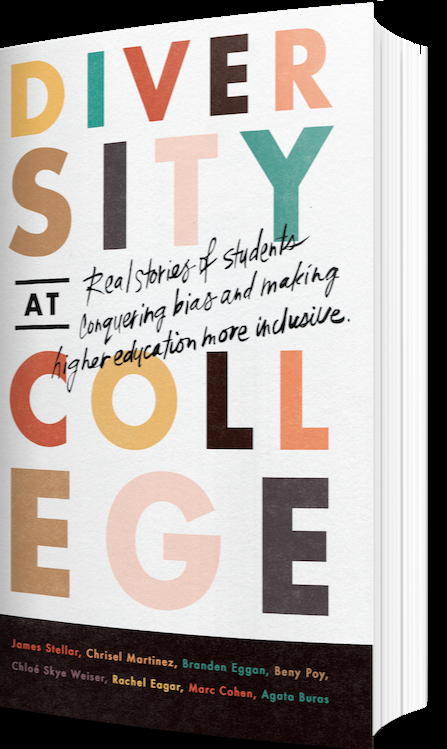 DIVER
SITY
AT
Real stories of students
conquering bias and making
higher education more inclusive.
COLL
EGE
James Stellar, Chrisel Martinez, Branden Eggan, Beny Poy,
Chloé Skye Weiser, Rachel Eagar, Marc Cohen, Agata Buras